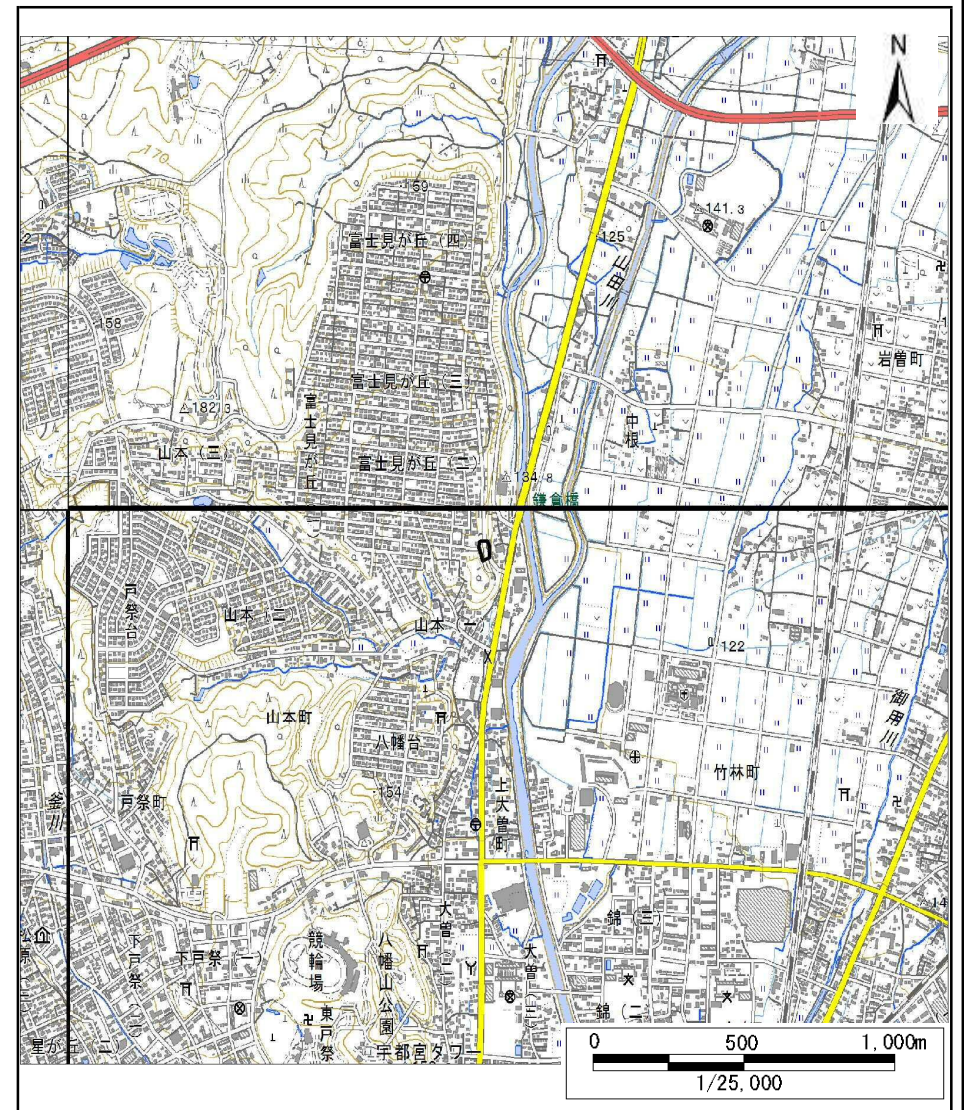 N
170
159
141.3
富士見が丘(四)
125
山田川
158
岩曽町
富士見が丘(三)
富士見が丘
182.3
中根
山本(三)
富士見が丘(二)
134.8
鎌倉橋
戸祭台
山本 二
山本 一
122
御用川
山本町
八幡台
竹林町
154
上大曽町
戸祭町
釜川
大曽(二)
錦(三)
下戸祭(一)
競輪場
八幡山公園
大曽(三)
下戸祭(二)
東戸祭
錦(二)
星が丘(二)
宇都宮タワー
0 500 1,000m
1/25,000